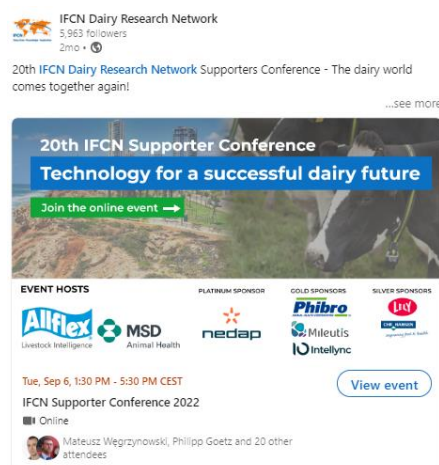 IFCN Dairy Research Network
5,963 followers
2mo •
20th IFCN Dairy Research Network Supporters Conference - The dairy world
comes together again!
...see more
20th IFCN Supporter Conference
Technology for a successful dairy future
Join the online event
EVENT HOSTS
PLATINUM SPONSOR
GOLD SPONSORS
SILVER SPONSORS
Allflex
Livestock Intelligence
MSD
Animal Health
nedap
Phibro
Mileutis
Intellync
LELY
CHR HANSEN
Tue, Sep 6, 1:30 PM - 5:30 PM CEST
View event
IFCN Supporter Conference 2022
Online
Mateusz Węgrzynowski, Philipp Goetz and 20 other
attendees